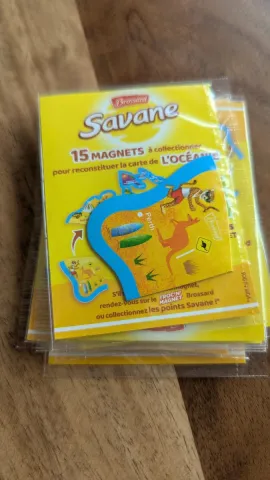 Brossard
Savane
15 MAGNETS à collectionner
pour reconstituer la carte de L'OCÉANIE
Perth
rendez-vous sur le Brossard
ou collectionnez les points Savane !*